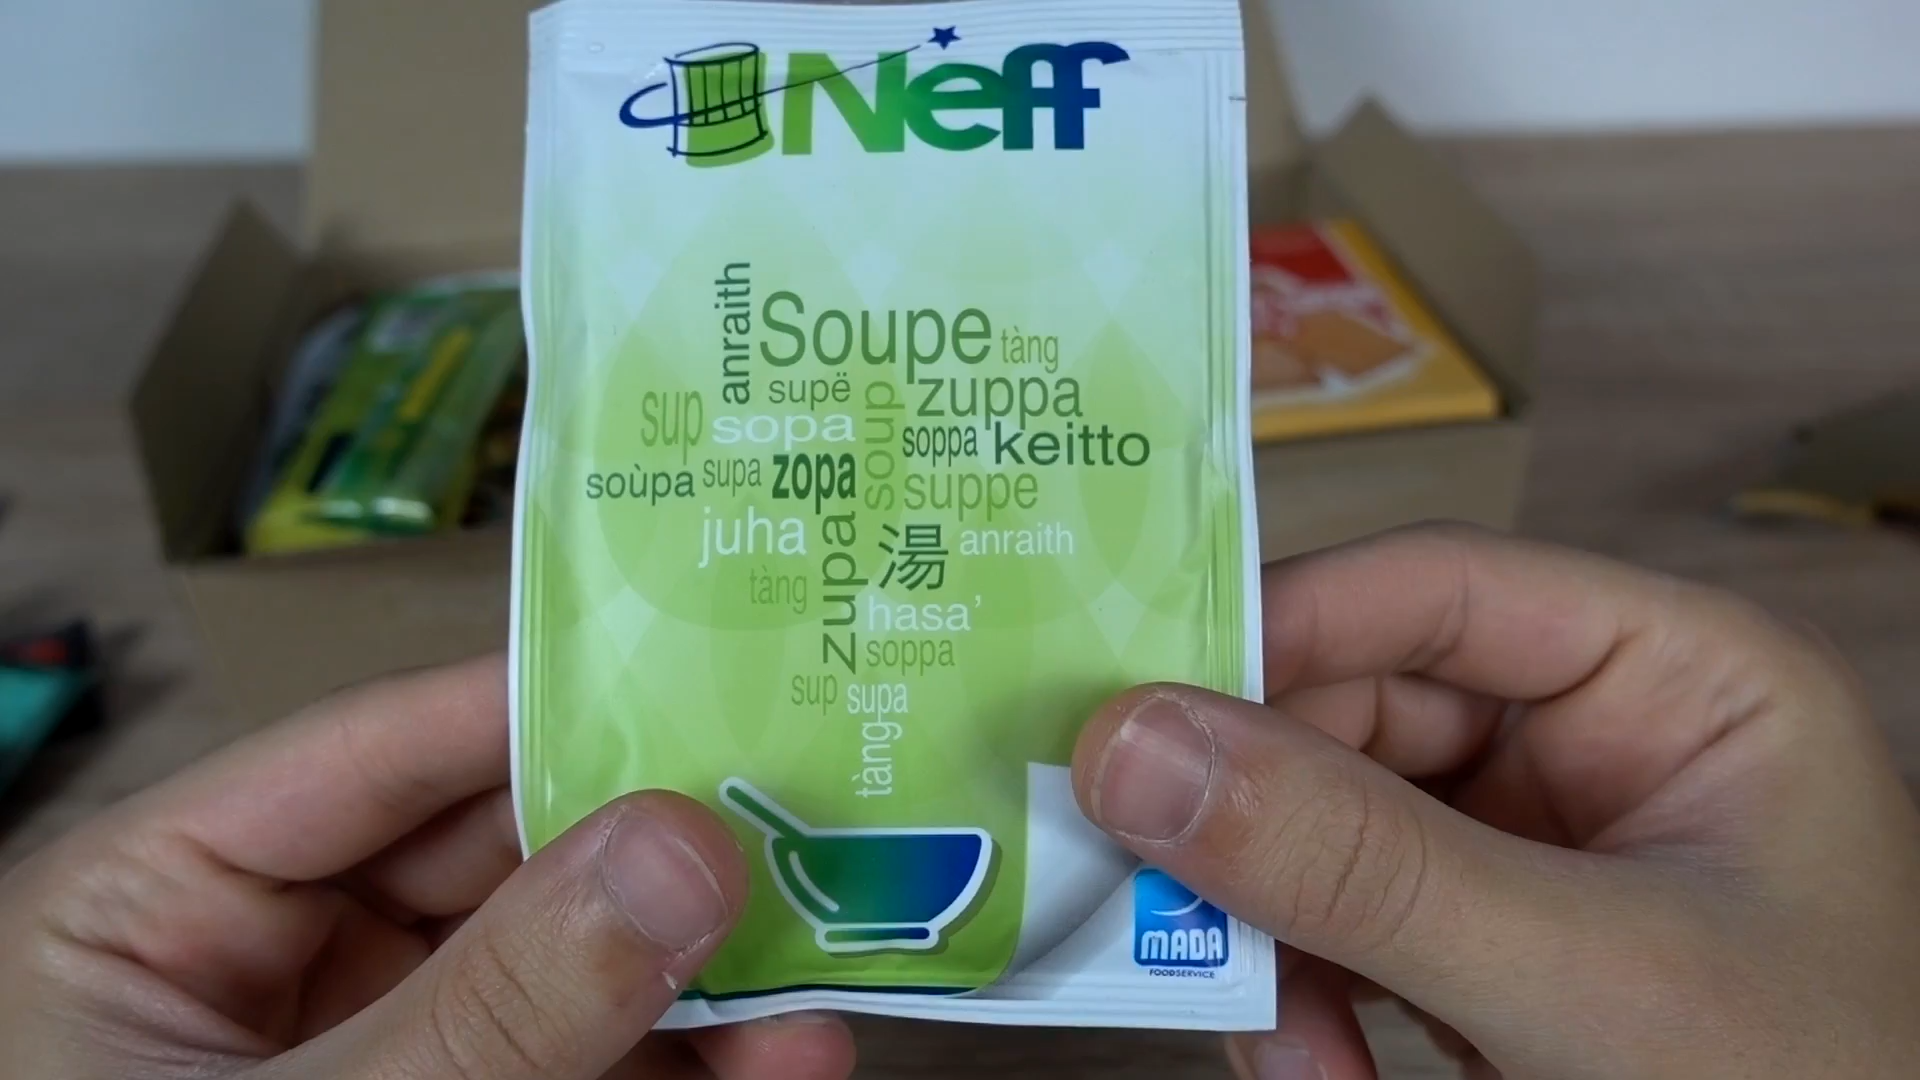 Neff
anraith
Soupe tàng
supë zuppa
sup sopa soup soppa keitto
soùpa supa zopa suppe
juha zupa 湯 anraith
tàng hasa’
soppa
sup supa
tàng
MADA
FOODSERVICE